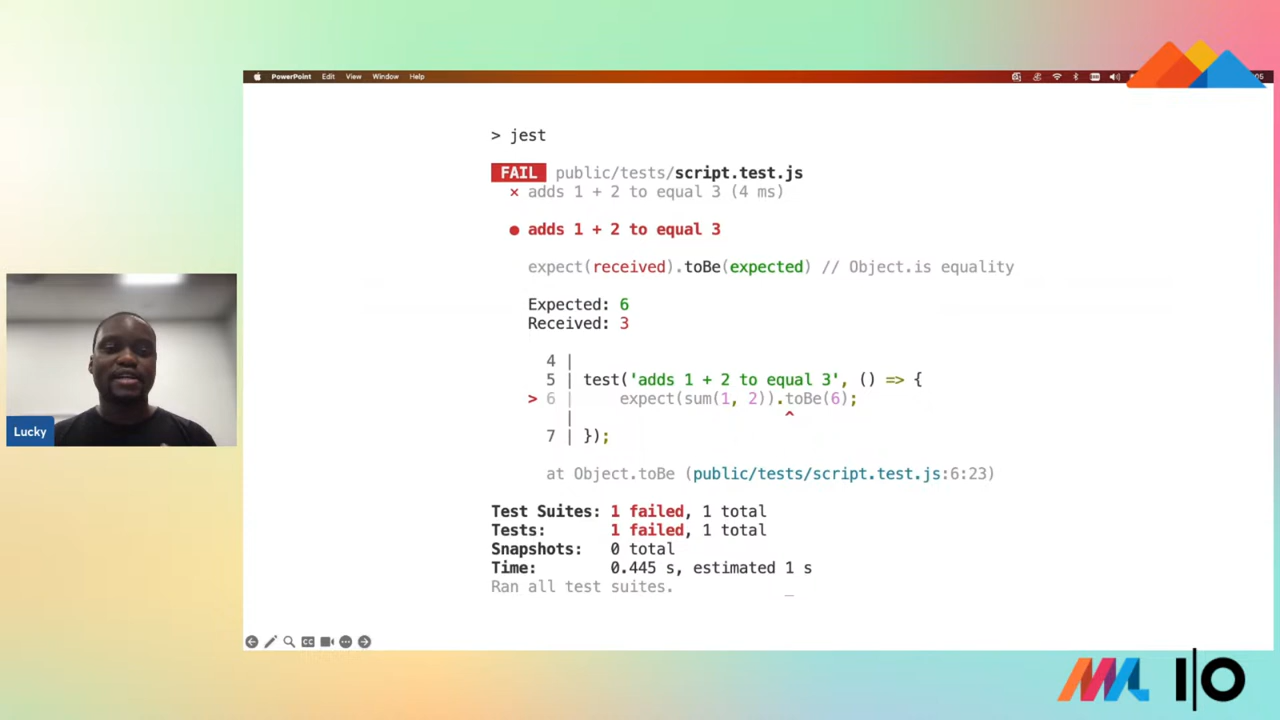 PowerPoint Edit View Window Help
> jest
FAIL public/tests/script.test.js
× adds 1 + 2 to equal 3 (4 ms)
● adds 1 + 2 to equal 3
expect(received).toBe(expected) // Object.is equality
Expected: 6
Received: 3
4 |
5 | test('adds 1 + 2 to equal 3', () => {
> 6 | expect(sum(1, 2)).toBe(6);
| ^
7 | });
at Object.toBe (public/tests/script.test.js:6:23)
Test Suites: 1 failed, 1 total
Tests: 1 failed, 1 total
Snapshots: 0 total
Time: 0.445 s, estimated 1 s
Ran all test suites.
Lucky
CC
I/O